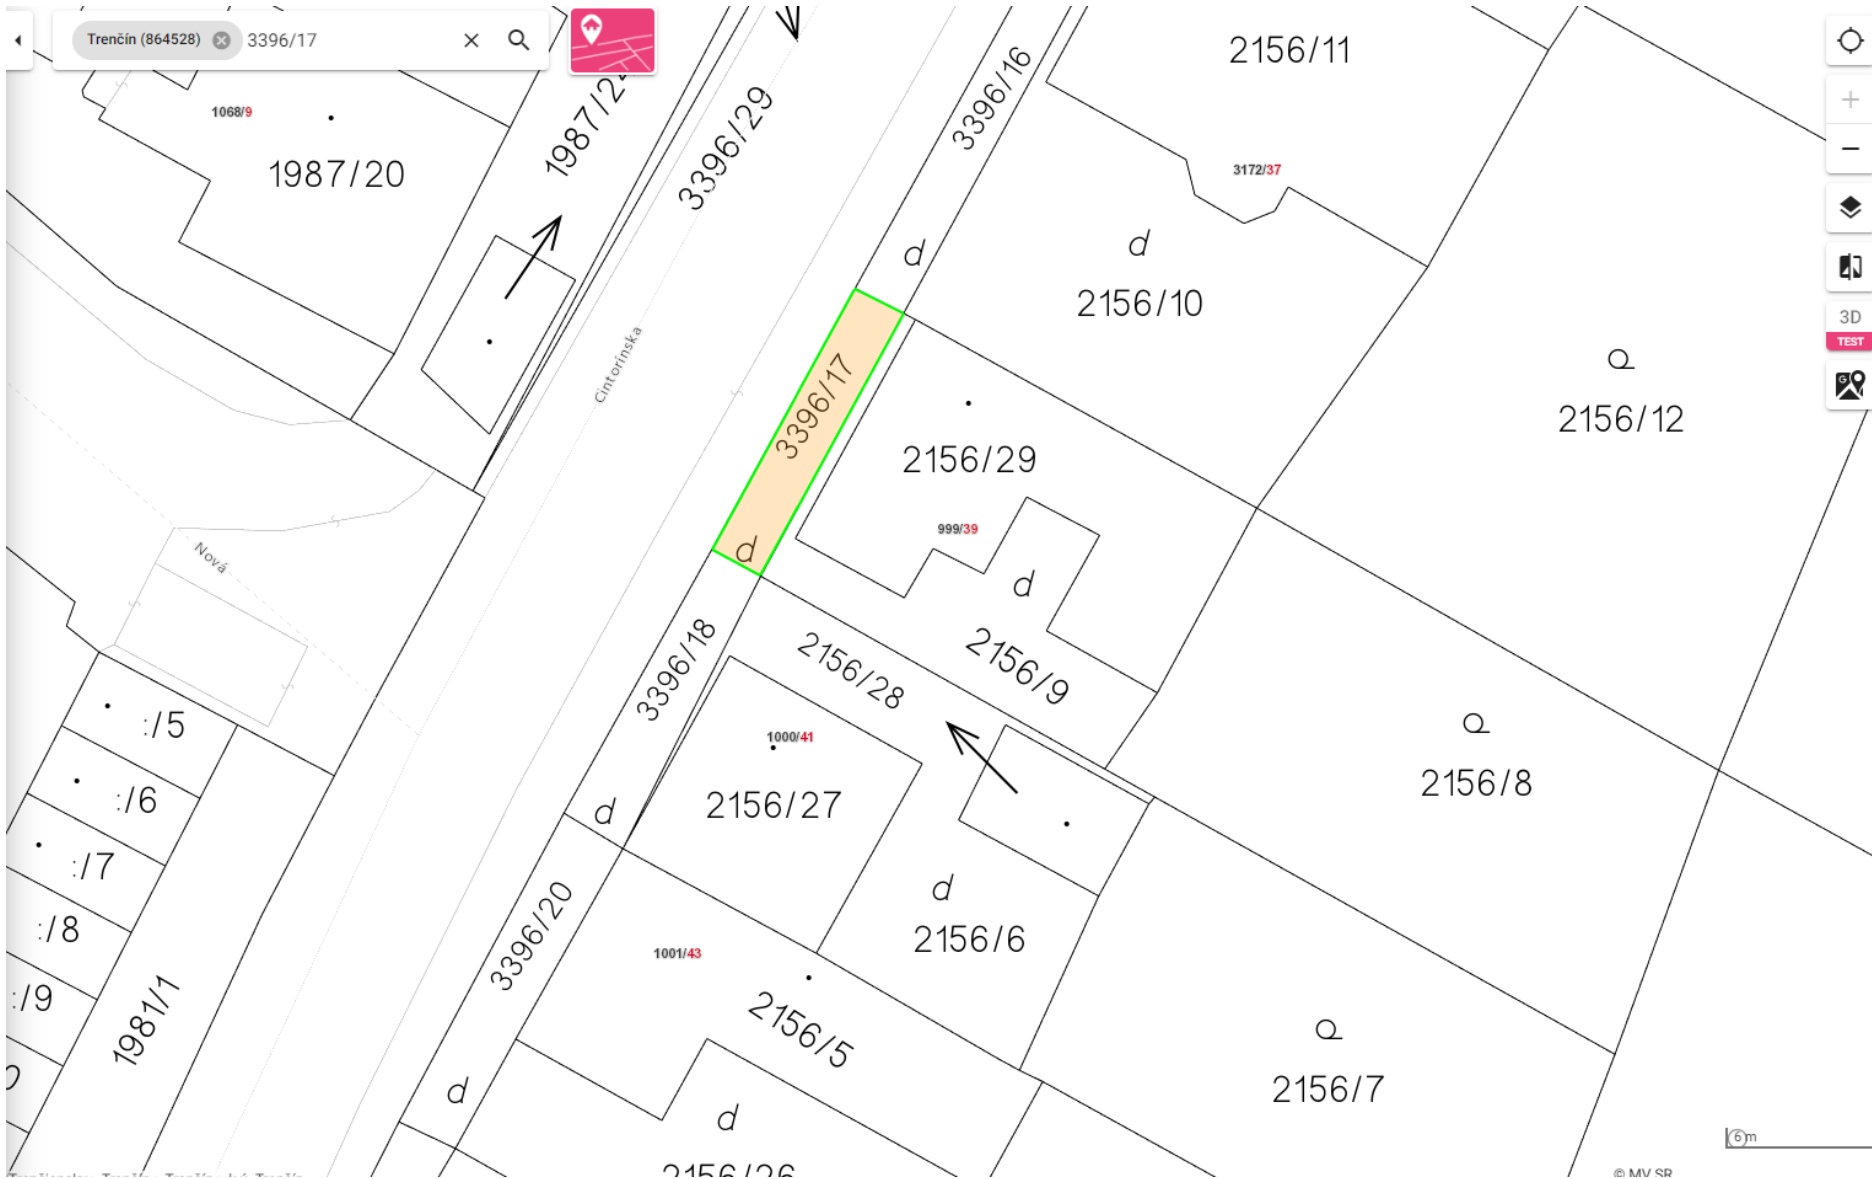 Trenčín (864528) 3396/17
2156/11
3396/16
3396/29
1068/9
1987/20
3172/37
d
d
2156/10
3D
TEST
Cintorínska
3396/17
2156/12
2156/29
999/39
d
d
Nová
2156/9
2156/28
3396/18
:/5
1000/41
2156/8
:/6
2156/27
d
:/7
d
3396/20
:/8
2156/6
1001/43
:/9
1981/1
2156/5
2156/7
d
d
6 m
© MV SR